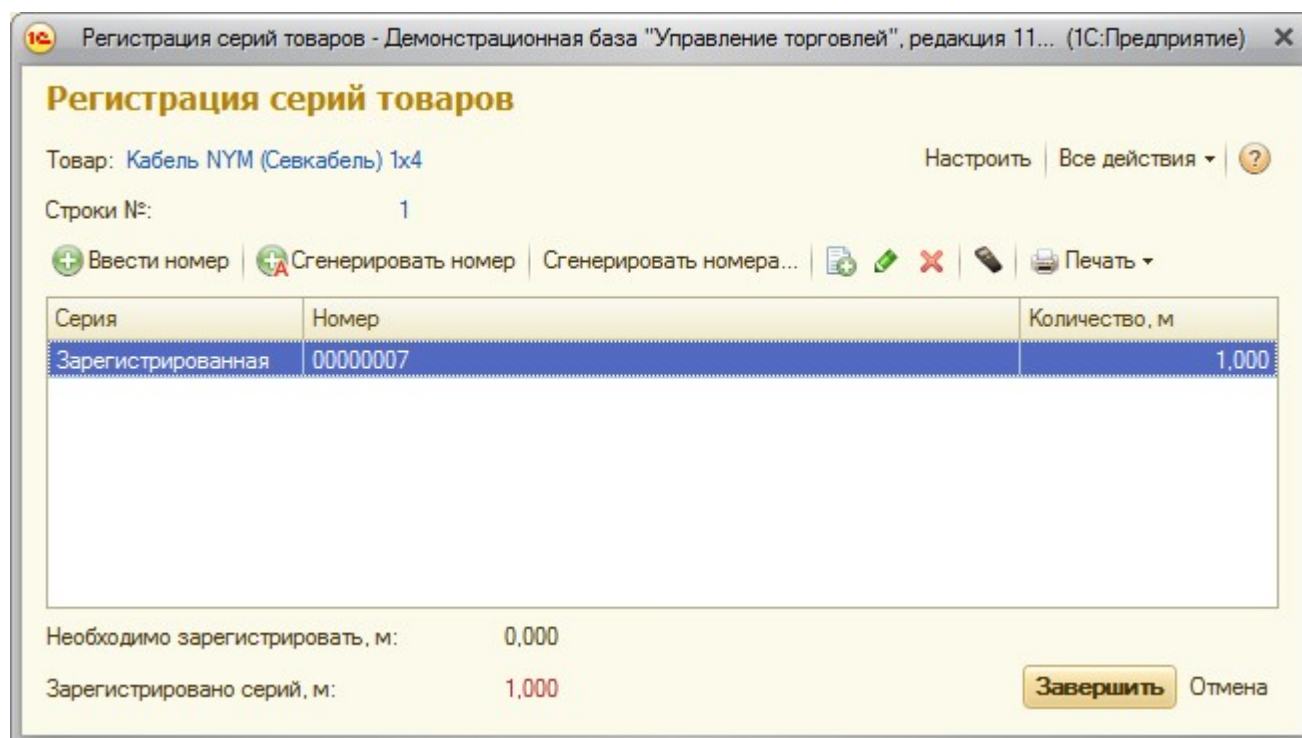 1С Регистрация серий товаров - Демонстрационная база "Управление торговлей", редакция 11... (1С:Предприятие)
Регистрация серий товаров
Товар: Кабель NYM (Севкабель) 1x4 Настроить Все действия ?
Строки №: 1
Ввести номер Сгенерировать номер Сгенерировать номера... Печать
Серия Номер Количество, м
Зарегистрированная 00000007 1,000
Необходимо зарегистрировать, м: 0,000
Зарегистрировано серий, м: 1,000 Завершить Отмена